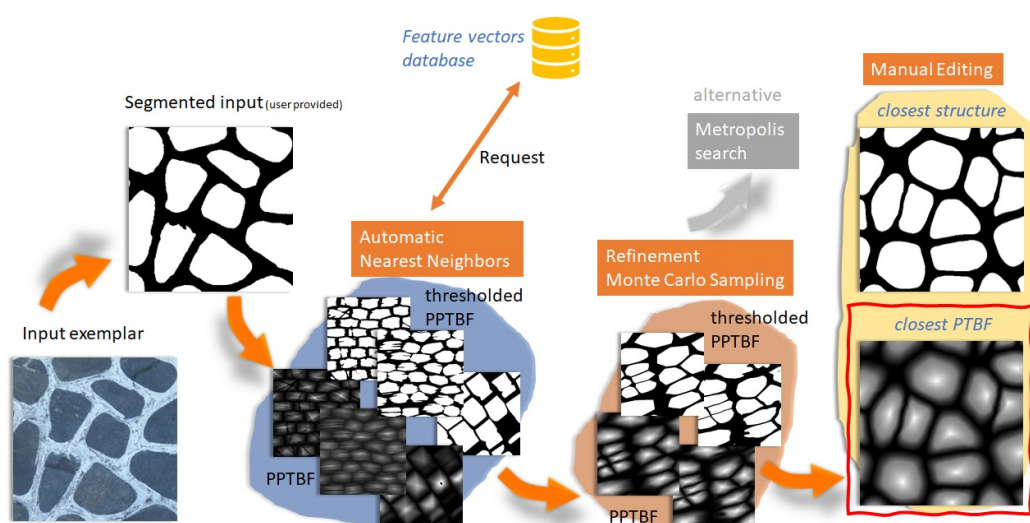 Feature vectors
database
Manual Editing
Segmented input (user provided)
alternative
closest structure
Metropolis
search
Request
Automatic
Nearest Neighbors
Refinement
Monte Carlo Sampling
thresholded
PPTBF
thresholded
PPTBF
Input exemplar
closest PTBF
PPTBF
PPTBF